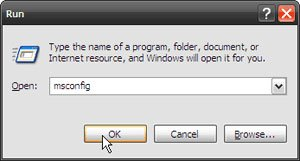 Run
Type the name of a program, folder, document, or
Internet resource, and Windows will open it for you.
Open: msconfig
OK Cancel Browse...